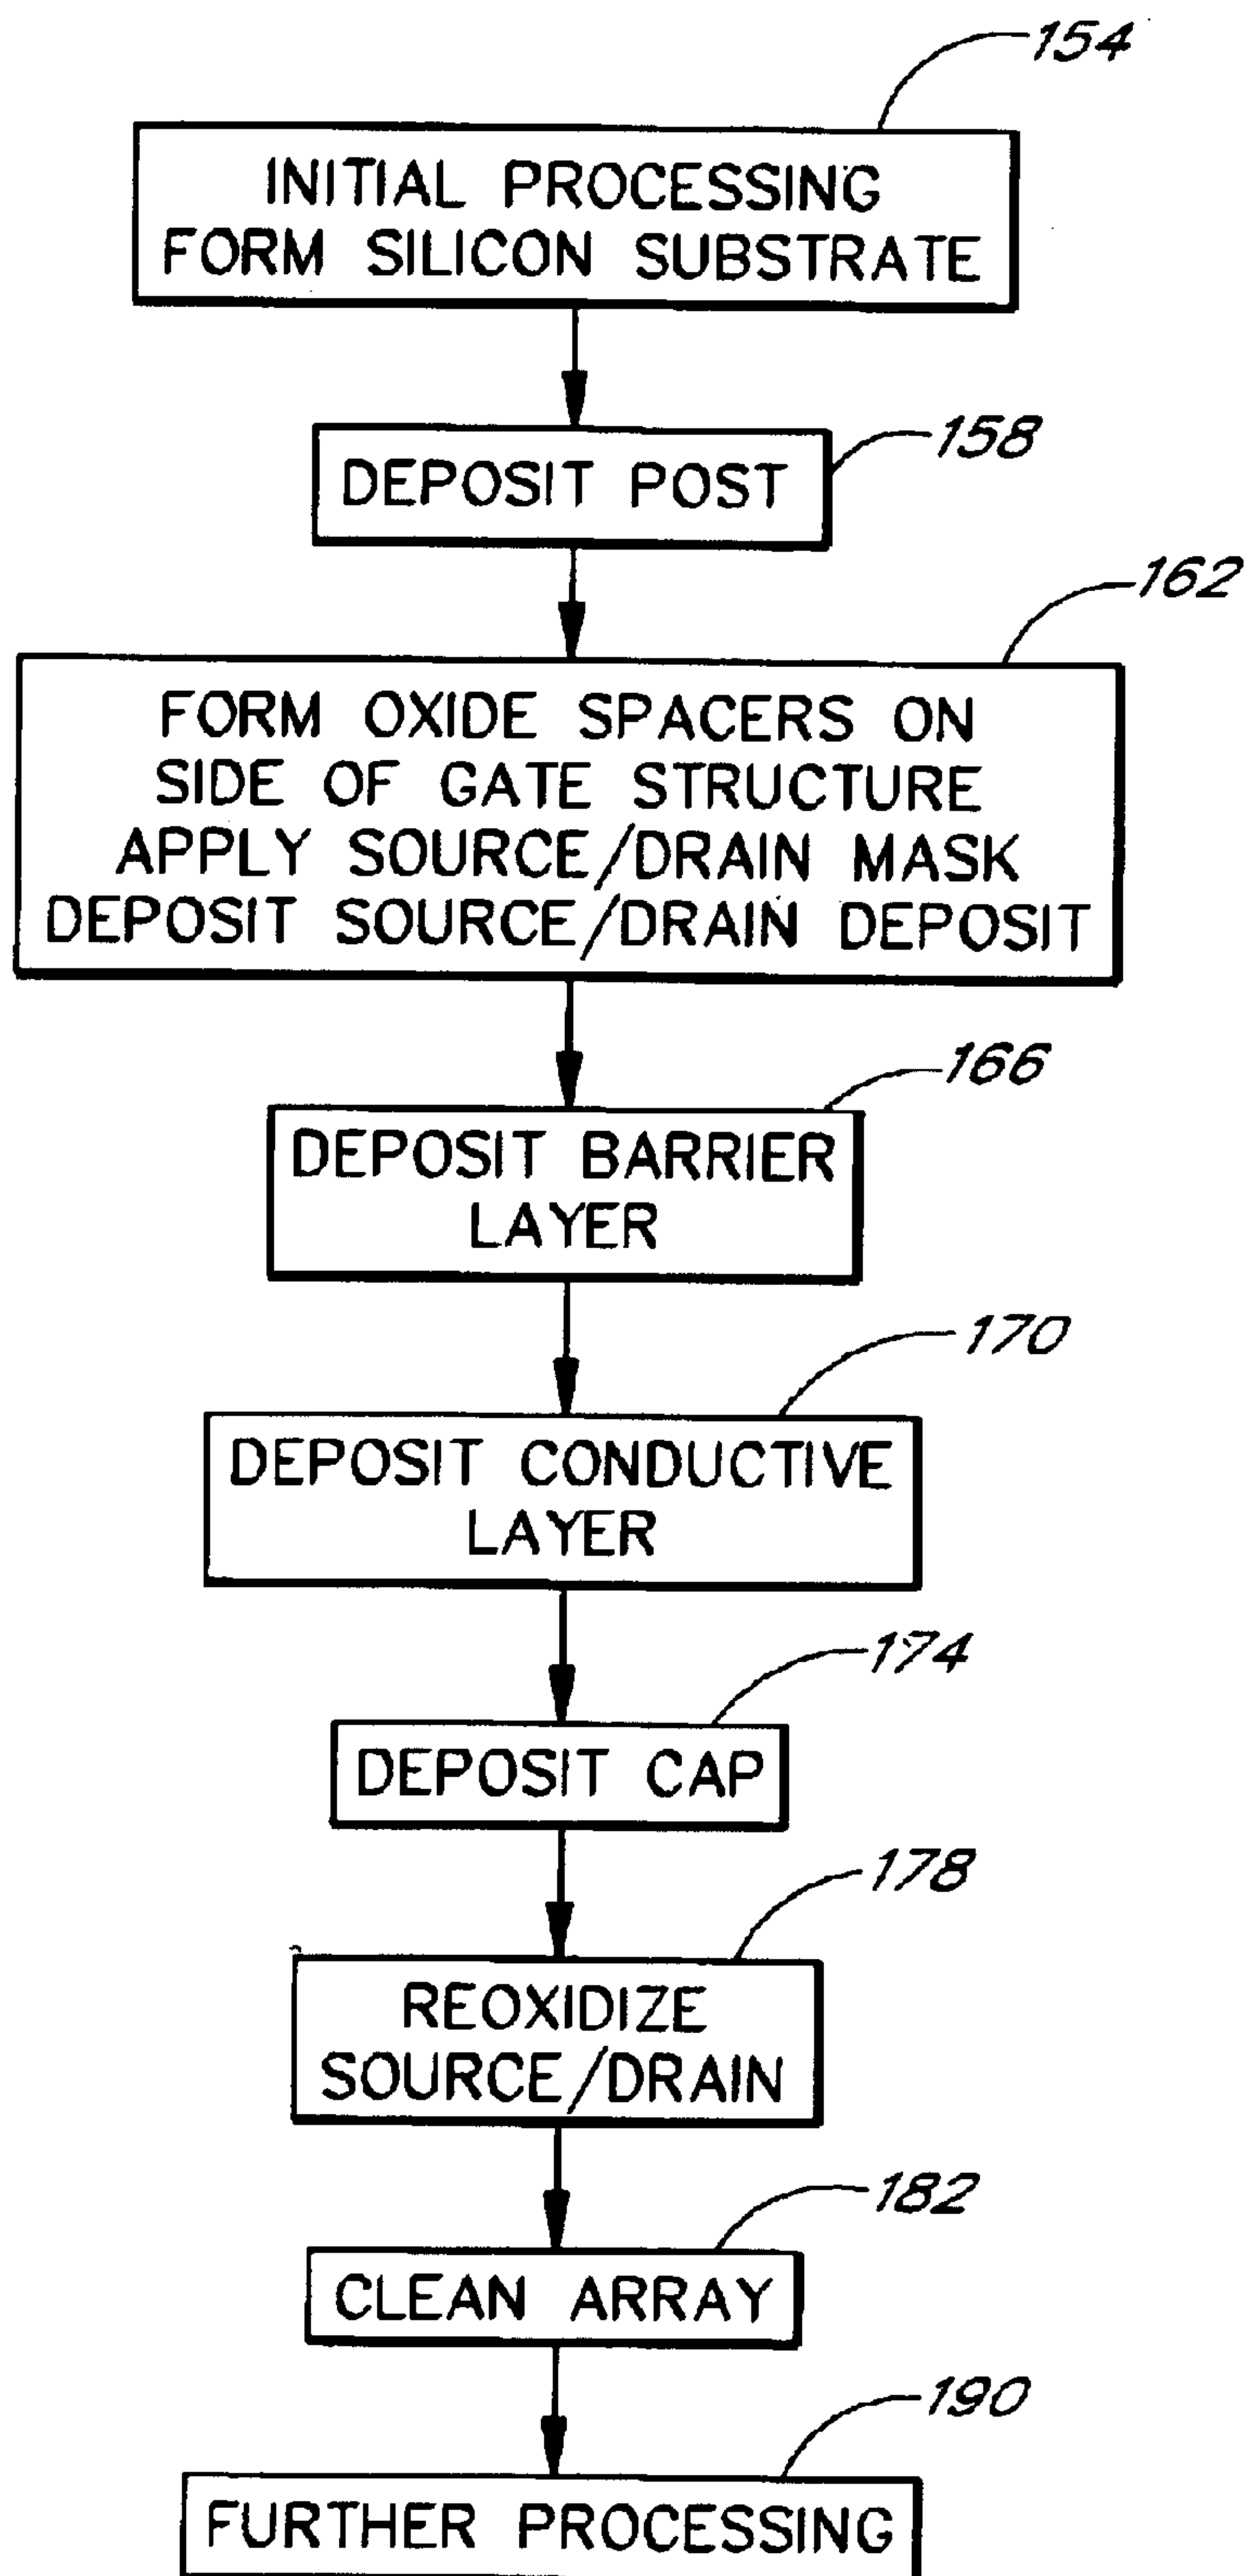 154
INITIAL PROCESSING
FORM SILICON SUBSTRATE
158
DEPOSIT POST
162
FORM OXIDE SPACERS ON
SIDE OF GATE STRUCTURE
APPLY SOURCE/DRAIN MASK
DEPOSIT SOURCE/DRAIN DEPOSIT
166
DEPOSIT BARRIER
LAYER
170
DEPOSIT CONDUCTIVE
LAYER
174
DEPOSIT CAP
178
REOXIDIZE
SOURCE/DRAIN
182
CLEAN ARRAY
190
FURTHER PROCESSING